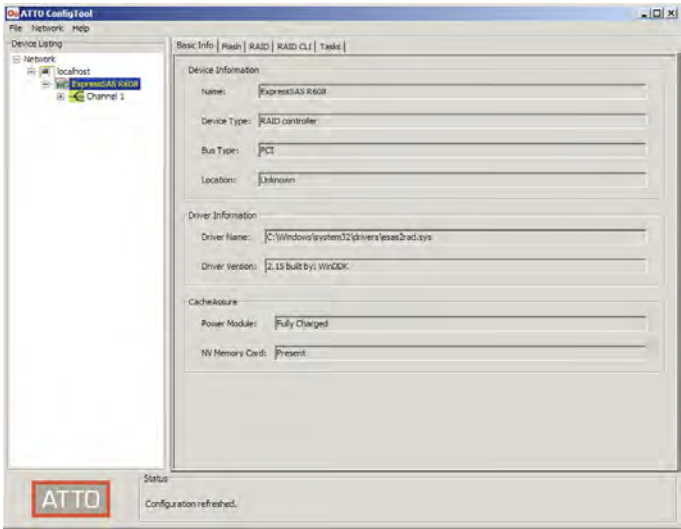 ATTO ConfigTool
File Network Help
Device Listing
Network
localhost
ExpressSAS R608
Channel 1
Basic Info Flash RAID RAID CLI Tasks
Device Information
Name: ExpressSAS R608
Device Type: RAID controller
Bus Type: PCI
Location: Unknown
Driver Information
Driver Name: C:\Windows\system32\drivers\esas2rad.sys
Driver Version: 2.15 built by: WinDDK
CacheAssure
Power Module: Fully Charged
NV Memory Card: Present
ATTO
Status
Configuration refreshed.